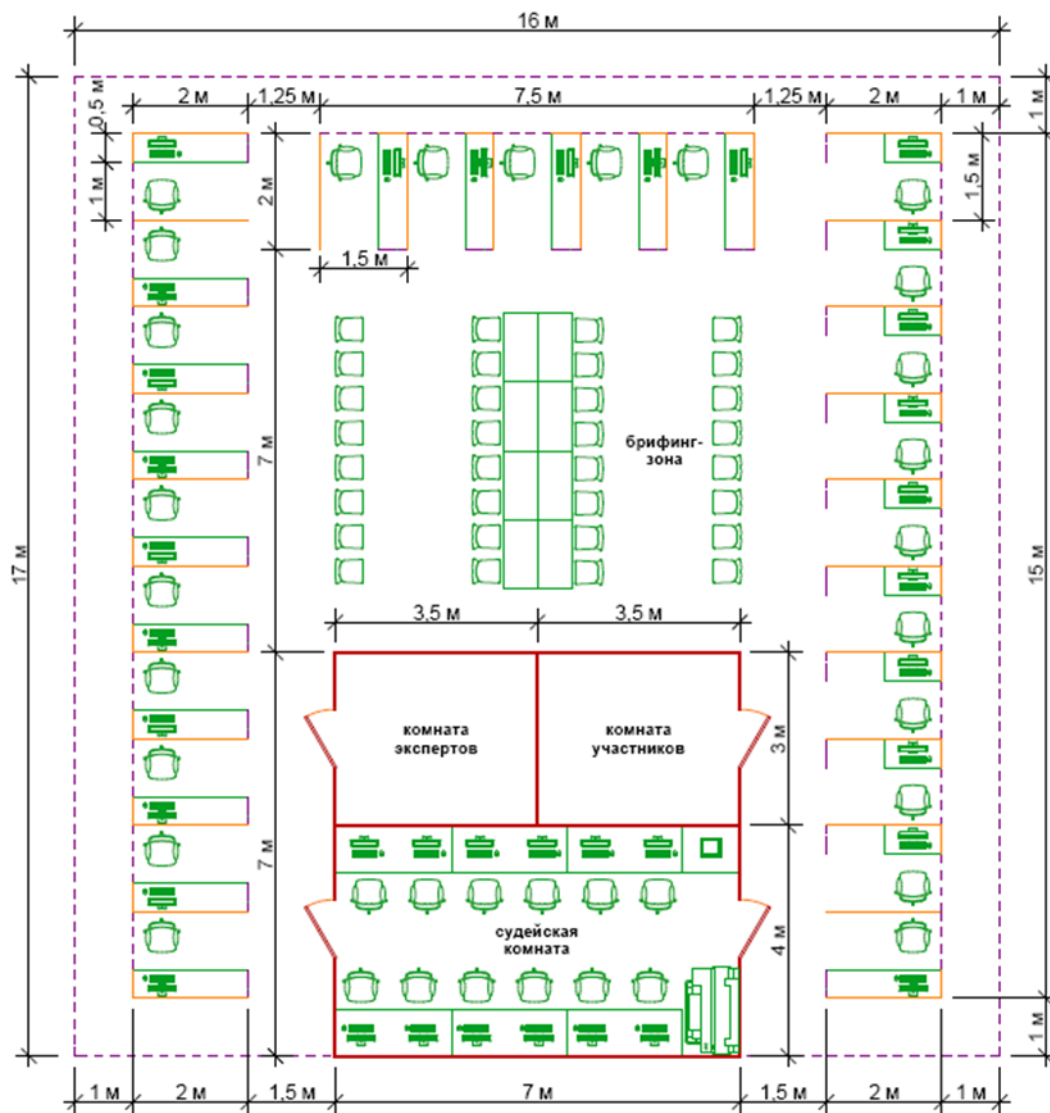 16 м
2 м
1,25 м
7,5 м
1,25 м
2 м
1 м
0,5 м
1 м
1 м
2 м
1,5 м
1,5 м
брифинг-
зона
7 м
17 м
15 м
3,5 м
3,5 м
комната
экспертов
комната
участников
3 м
7 м
судейская
комната
4 м
1 м
1 м
2 м
1,5 м
7 м
1,5 м
2 м
1 м